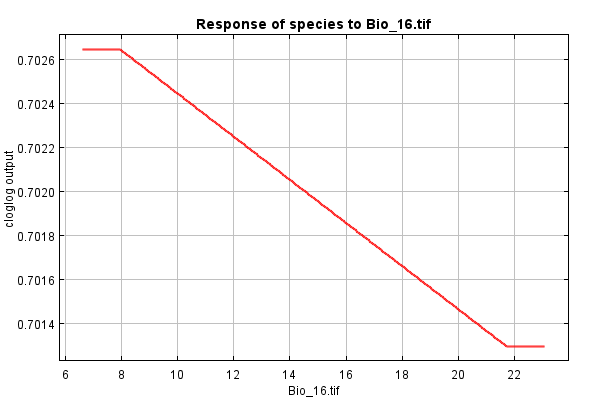 Response of species to Bio_16.tif
cloglog output
0.7026
0.7024
0.7022
0.7020
0.7018
0.7016
0.7014
6 8 10 12 14 16 18 20 22
Bio_16.tif